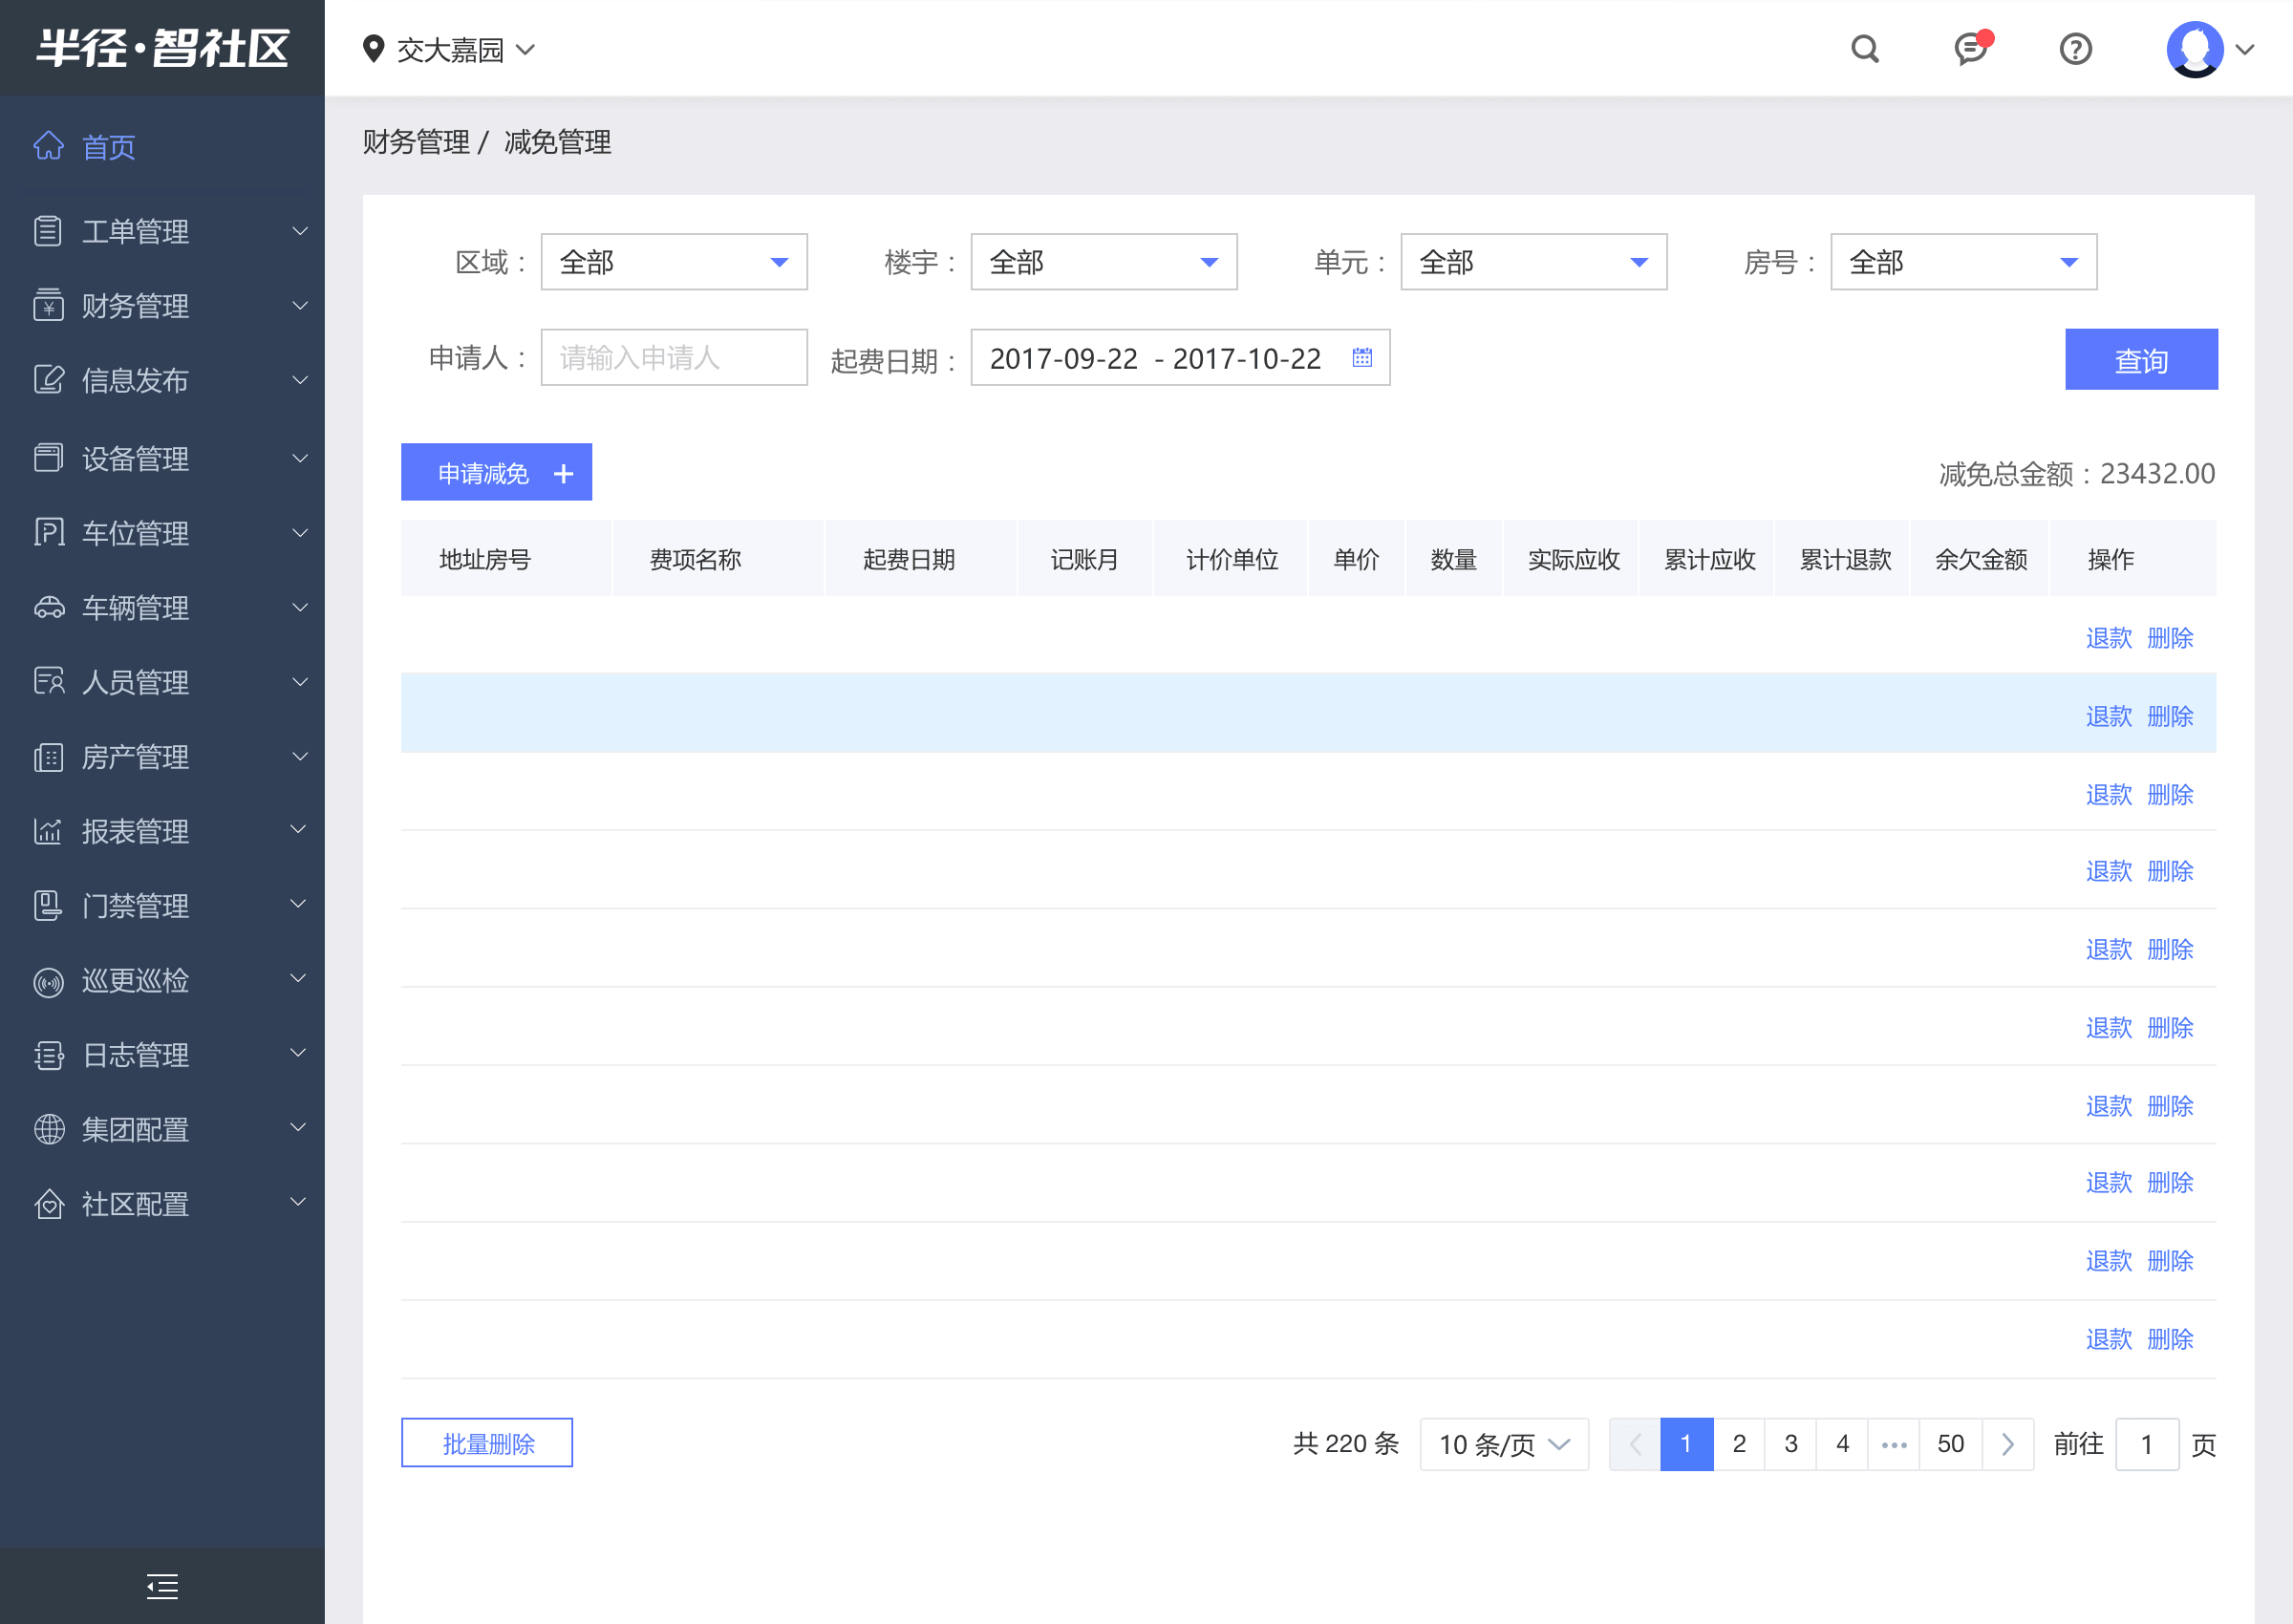 半径·智社区
交大嘉园
首页
工单管理
财务管理
信息发布
设备管理
车位管理
车辆管理
人员管理
房产管理
报表管理
门禁管理
巡更巡检
日志管理
集团配置
社区配置
财务管理 / 减免管理
区域： 全部 楼宇： 全部 单元： 全部 房号： 全部
申请人： 请输入申请人 起费日期： 2017-09-22 - 2017-10-22 查询
申请减免 + 减免总金额：23432.00
地址房号 费项名称 起费日期 记账月 计价单位 单价 数量 实际应收 累计应收 累计退款 余欠金额 操作
退款 删除
退款 删除
退款 删除
退款 删除
退款 删除
退款 删除
退款 删除
退款 删除
退款 删除
退款 删除
批量删除 共 220 条 10 条/页 1 2 3 4 ••• 50 前往 1 页